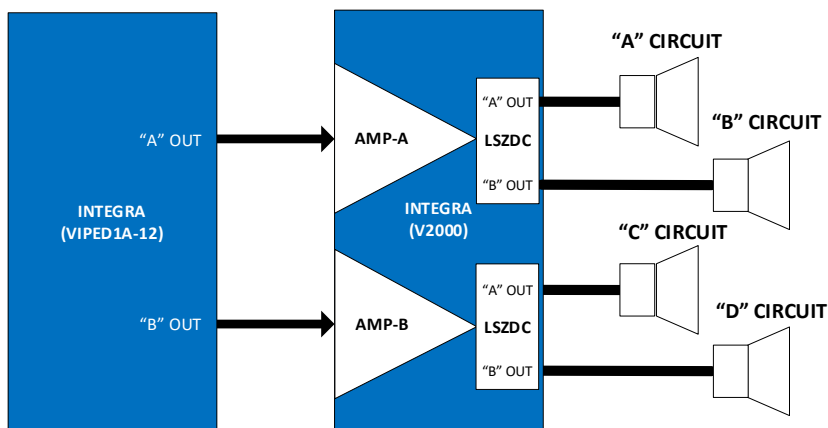 “A” CIRCUIT
“A” OUT
LSZDC
“B” OUT
“B” CIRCUIT
“A” OUT
AMP-A
INTEGRA
(VIPED1A-12)
INTEGRA
(V2000)
“C” CIRCUIT
“A” OUT
LSZDC
“B” OUT
“D” CIRCUIT
“B” OUT
AMP-B